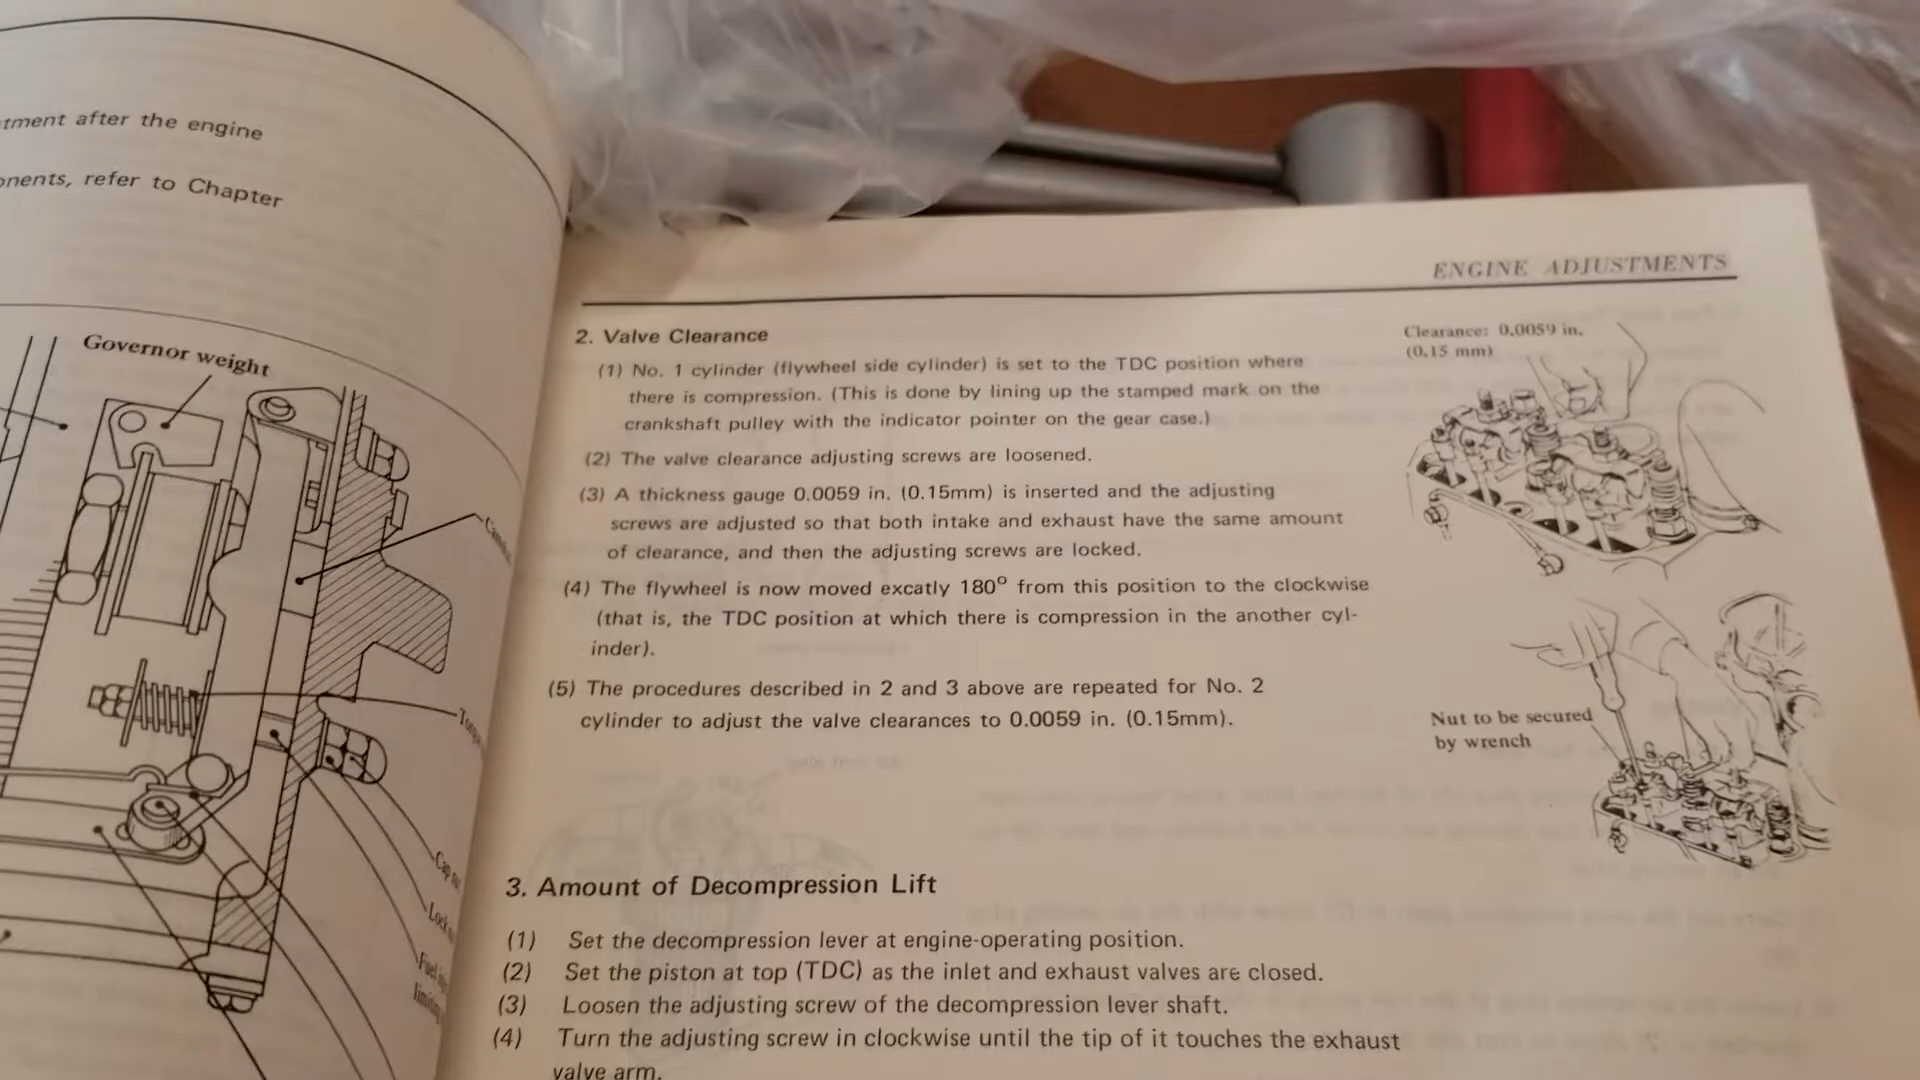 tment after the engine
onents, refer to Chapter
Governor weight
Cap nut
ENGINE ADJUSTMENTS
2. Valve Clearance
(1) No. 1 cylinder (flywheel side cylinder) is set to the TDC position where
there is compression. (This is done by lining up the stamped mark on the
crankshaft pulley with the indicator pointer on the gear case.)
(2) The valve clearance adjusting screws are loosened.
(3) A thickness gauge 0.0059 in. (0.15mm) is inserted and the adjusting
screws are adjusted so that both intake and exhaust have the same amount
of clearance, and then the adjusting screws are locked.
(4) The flywheel is now moved excatly 180° from this position to the clockwise
(that is, the TDC position at which there is compression in the another cyl-
inder).
(5) The procedures described in 2 and 3 above are repeated for No. 2
cylinder to adjust the valve clearances to 0.0059 in. (0.15mm).
Clearance: 0.0059 in.
(0.15 mm)
Nut to be secured
by wrench
3. Amount of Decompression Lift
(1) Set the decompression lever at engine-operating position.
(2) Set the piston at top (TDC) as the inlet and exhaust valves are closed.
(3) Loosen the adjusting screw of the decompression lever shaft.
(4) Turn the adjusting screw in clockwise until the tip of it touches the exhaust
valve arm.